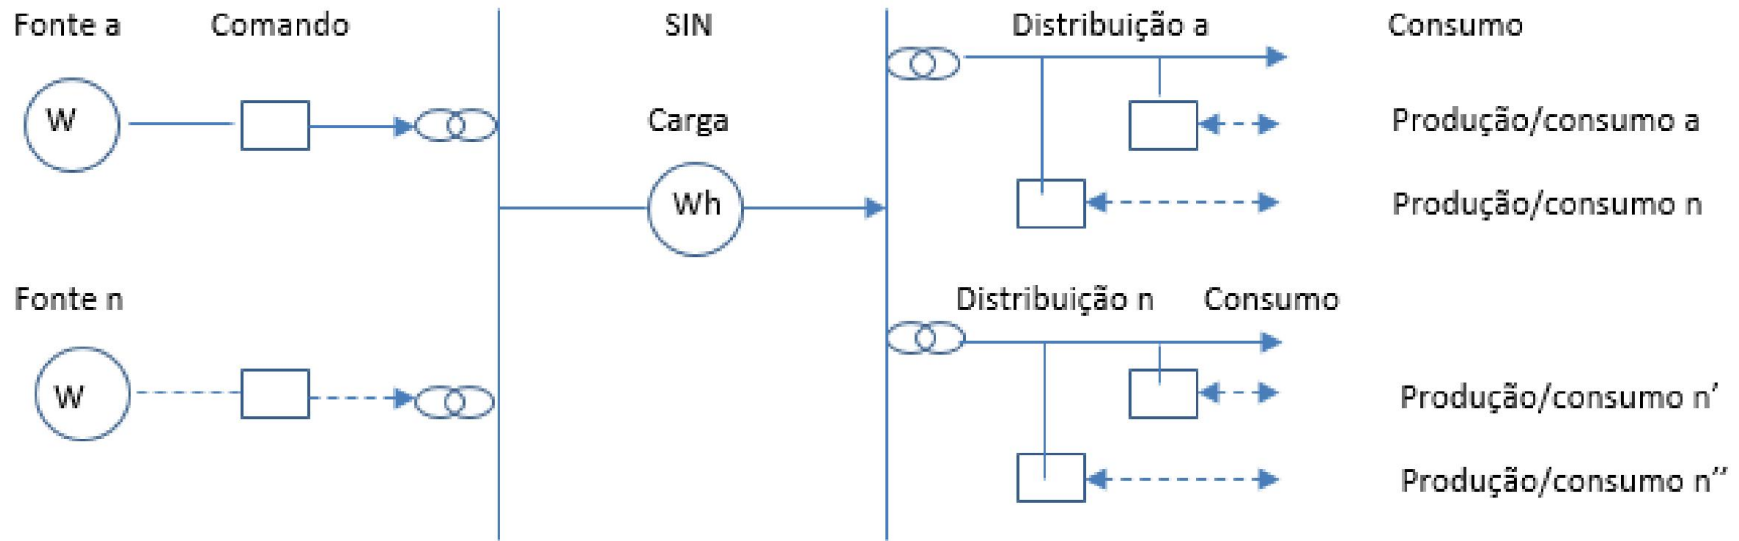 Fonte a
Comando
SIN
Distribuição a
Consumo
W
Carga
Produção/consumo a
Wh
Produção/consumo n
Fonte n
Distribuição n
Consumo
W
Produção/consumo n’
Produção/consumo n’’